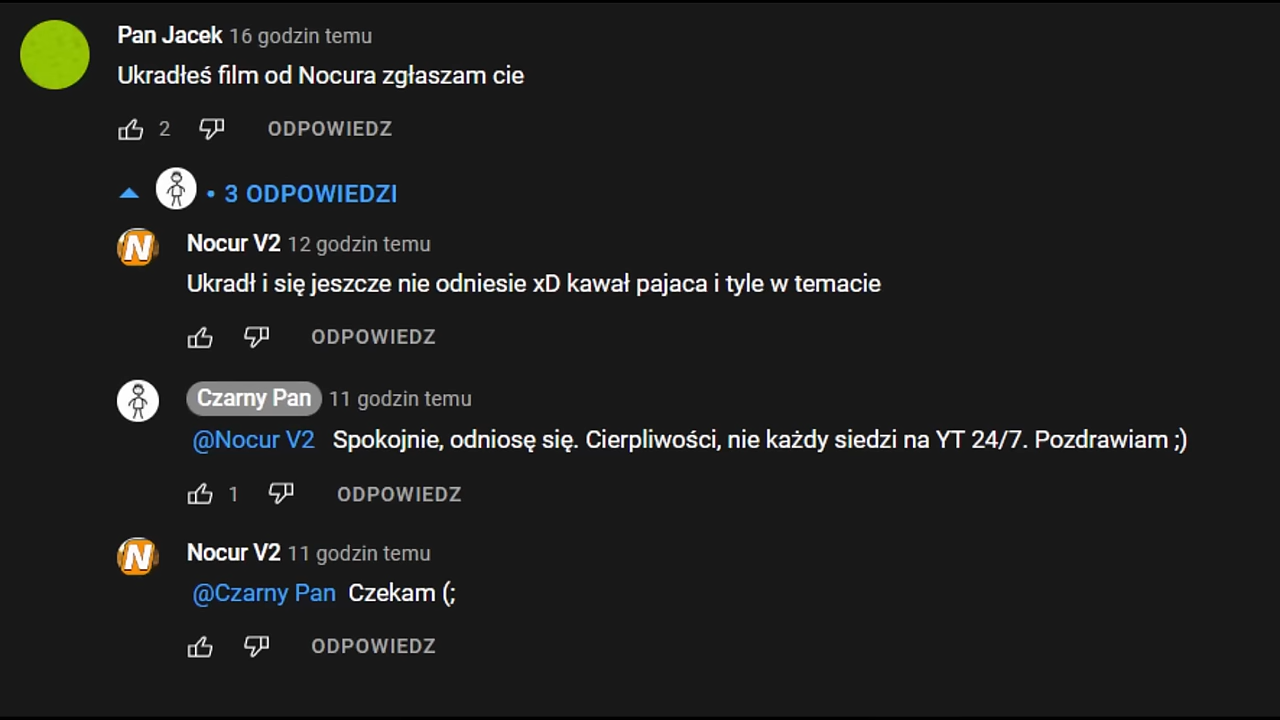 Pan Jacek 16 godzin temu
Ukradłeś film od Nocura zgłaszam cie
2 ODPOWIEDZ
• 3 ODPOWIEDZI
N Nocur V2 12 godzin temu
Ukradł i się jeszcze nie odniesie xD kawał pajaca i tyle w temacie
ODPOWIEDZ
Czarny Pan 11 godzin temu
@Nocur V2 Spokojnie, odniosę się. Cierpliwości, nie każdy siedzi na YT 24/7. Pozdrawiam ;)
1 ODPOWIEDZ
N Nocur V2 11 godzin temu
@Czarny Pan Czekam (;
ODPOWIEDZ